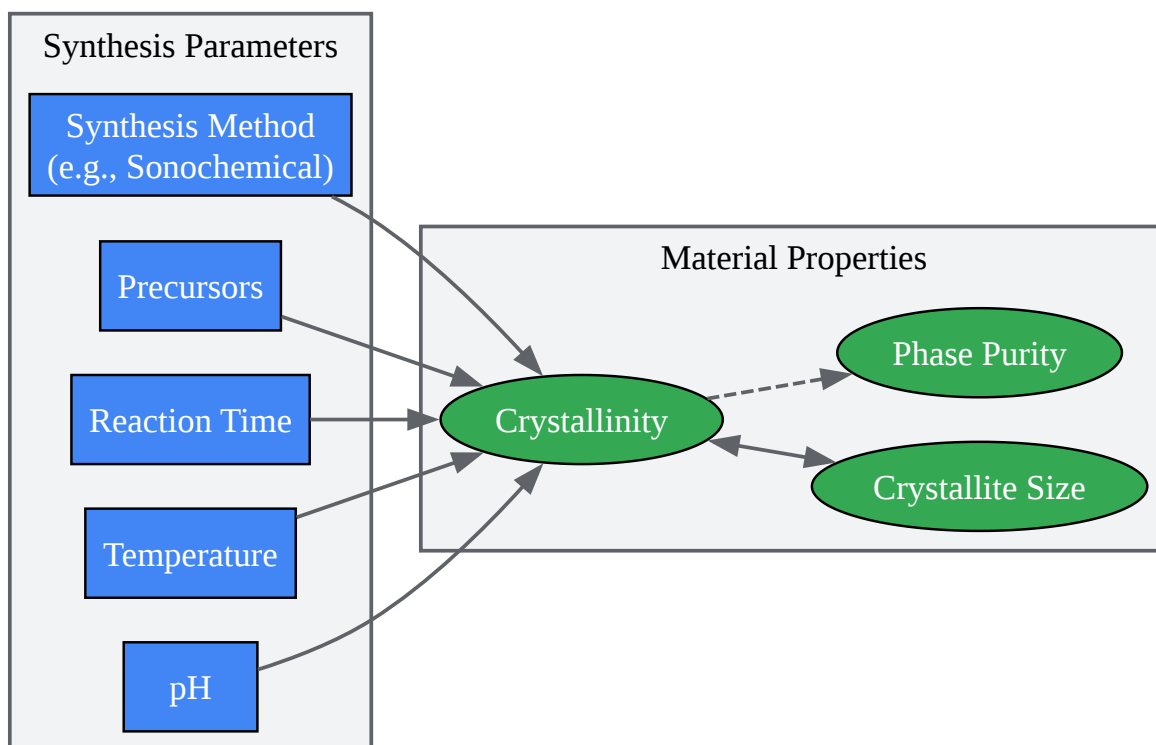 Synthesis Parameters
Synthesis Method
(e.g., Sonochemical)
Precursors
Reaction Time
Temperature
pH
Material Properties
Crystallinity
Phase Purity
Crystallite Size